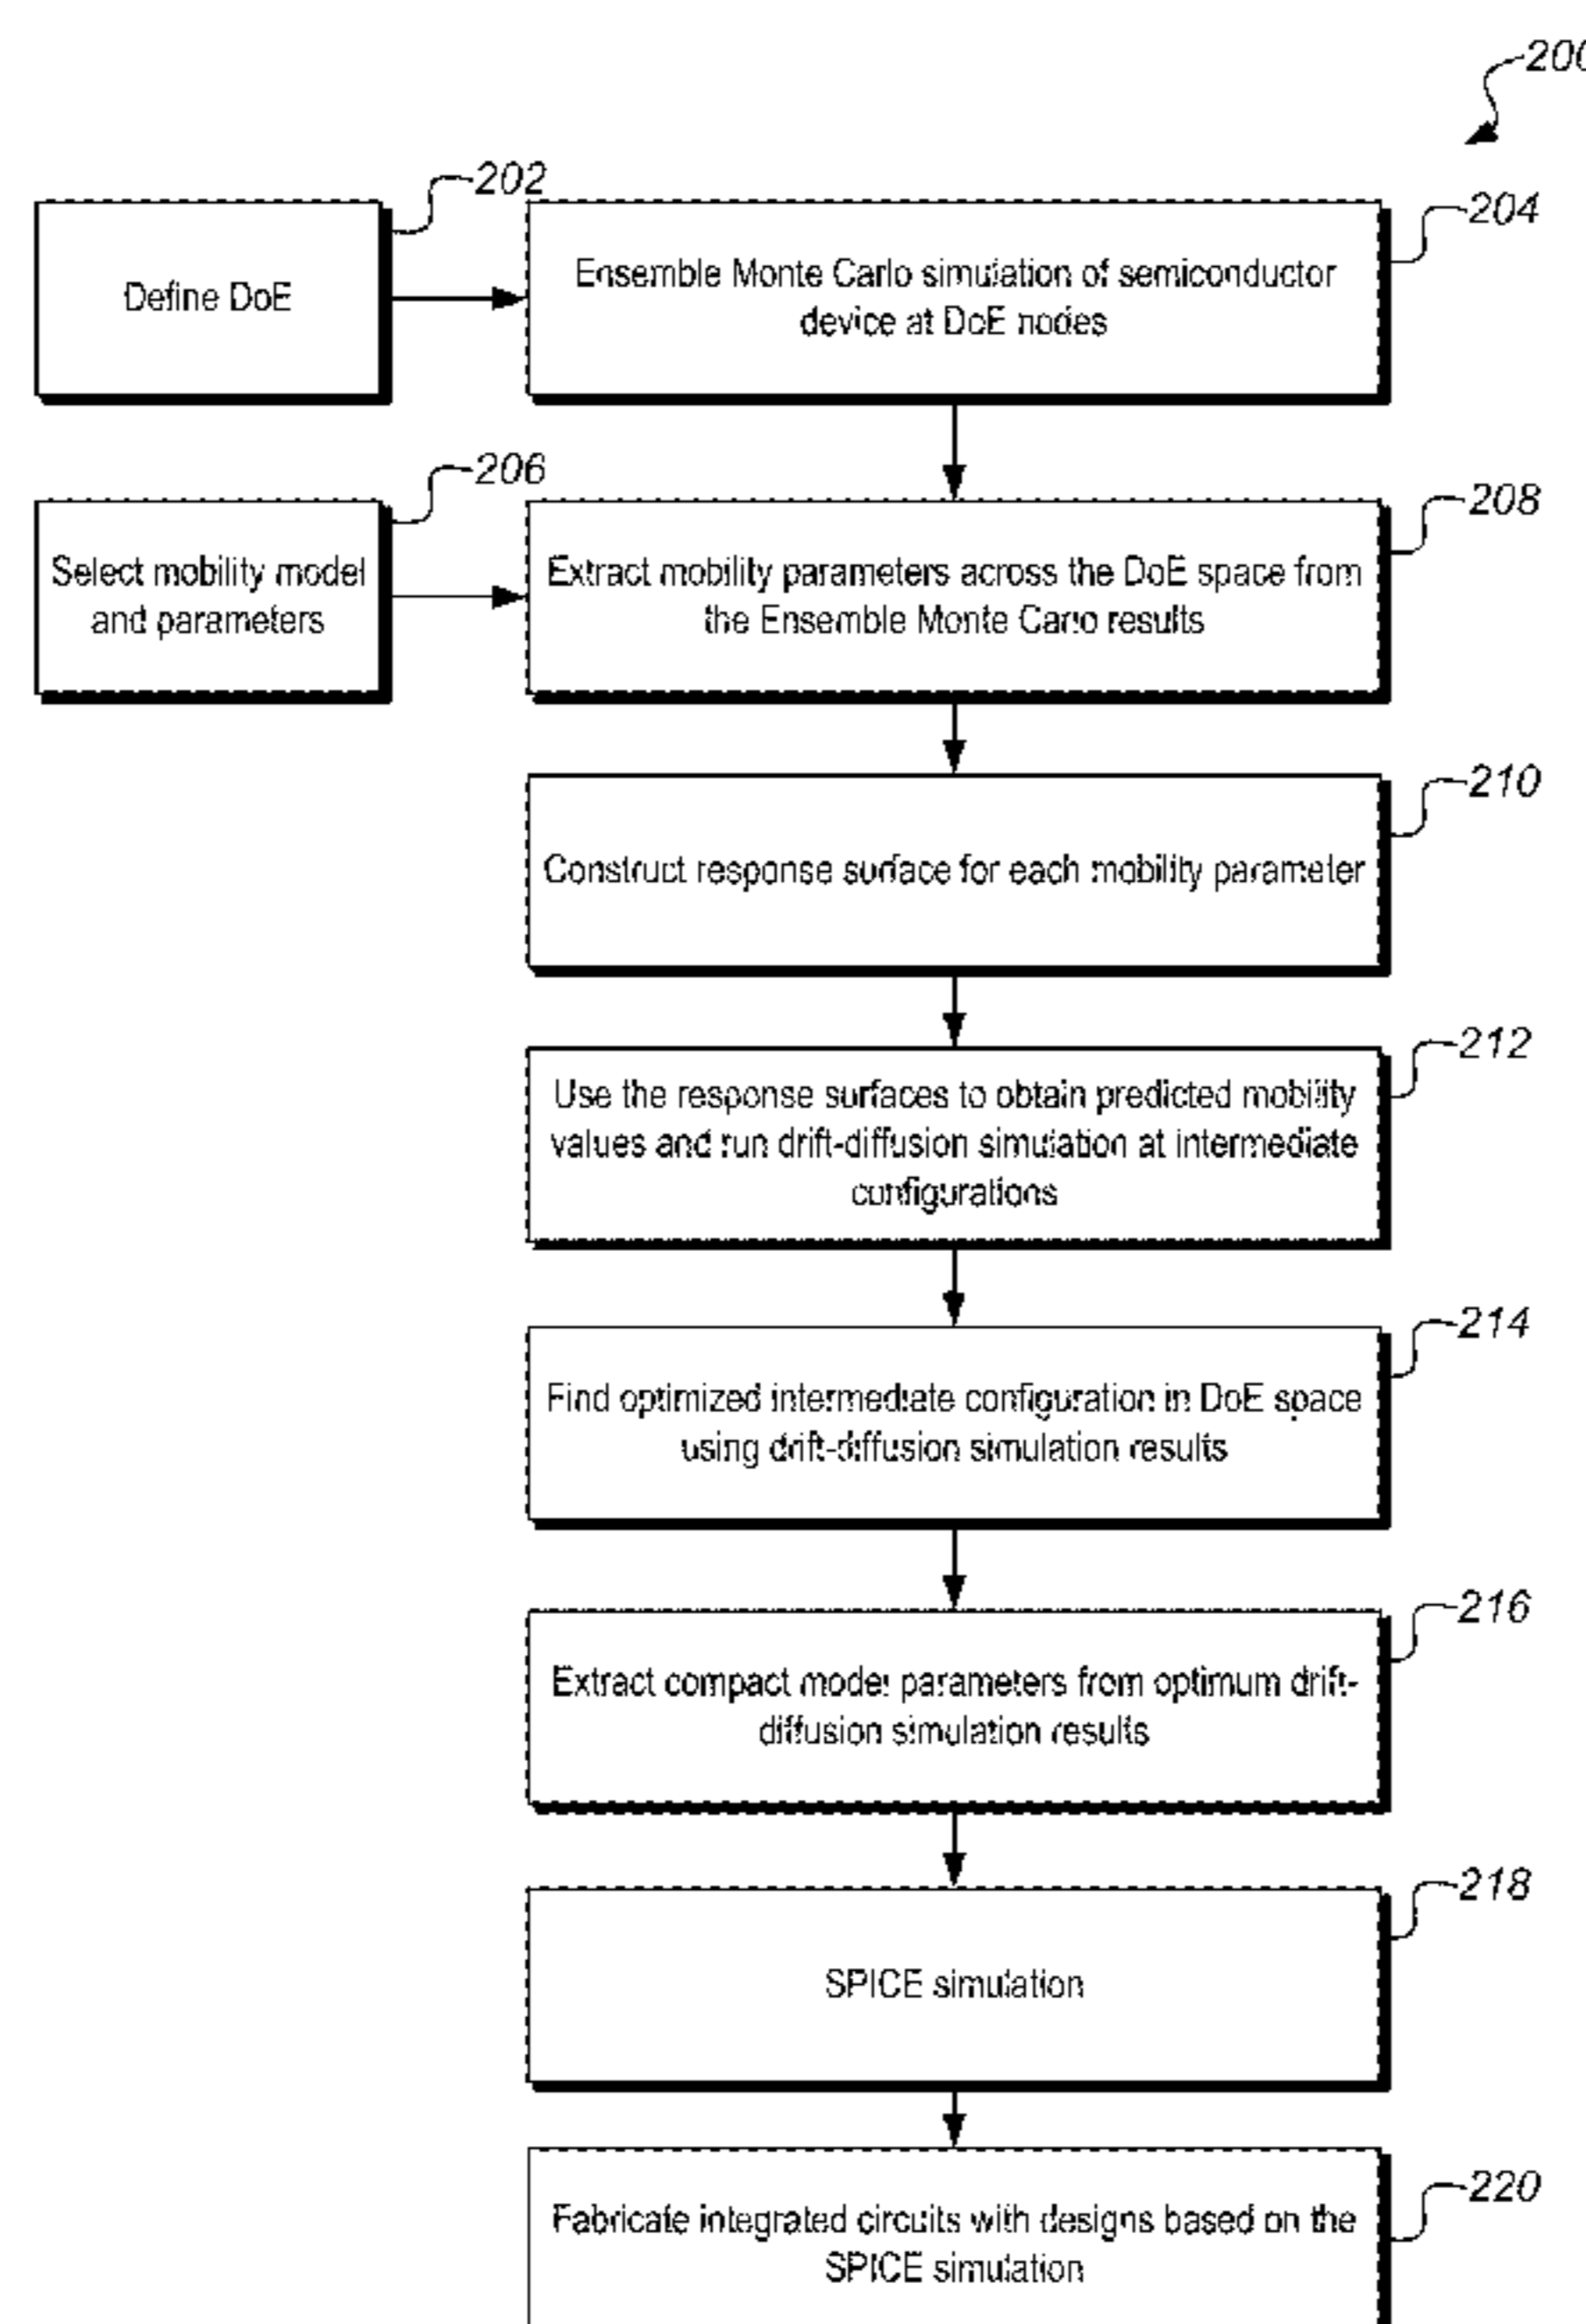 200
202
204
Define DoE
Ensemble Monte Carlo simulation of semiconductor
device at DoE nodes
206
208
Select mobility model
and parameters
Extract mobility parameters across the DoE space from
the Ensemble Monte Carlo results
210
Construct response surface for each mobility parameter
212
Use the response surfaces to obtain predicted mobility
values and run drift-diffusion simulation at intermediate
configurations
214
Find optimized intermediate configuration in DoE space
using drift-diffusion simulation results
216
Extract compact model parameters from optimum drift-
diffusion simulation results
218
SPICE simulation
220
Fabricate integrated circuits with designs based on the
SPICE simulation